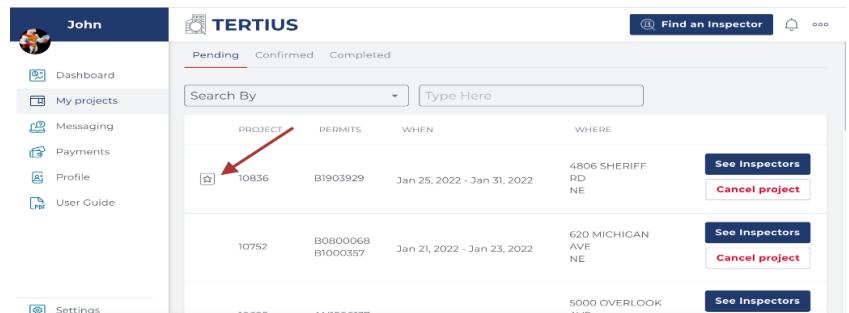 John
TERTIUS
Find an Inspector
Dashboard
My projects
Messaging
Payments
Profile
PDF
User Guide
Settings
Pending Confirmed Completed
Search By
Type Here
PROJECT PERMITS WHEN WHERE
10836 B1903929 Jan 25, 2022 - Jan 31, 2022 4806 SHERIFF
RD
NE
See Inspectors
Cancel project
10752 B0800068
B1000357
Jan 21, 2022 - Jan 23, 2022 620 MICHIGAN
AVE
NE
See Inspectors
Cancel project
5000 OVERLOOK
See Inspectors